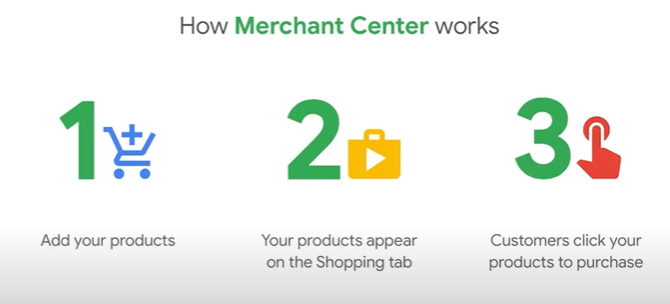 How Merchant Center works
1
2
3
Add your products
Your products appear
on the Shopping tab
Customers click your
products to purchase